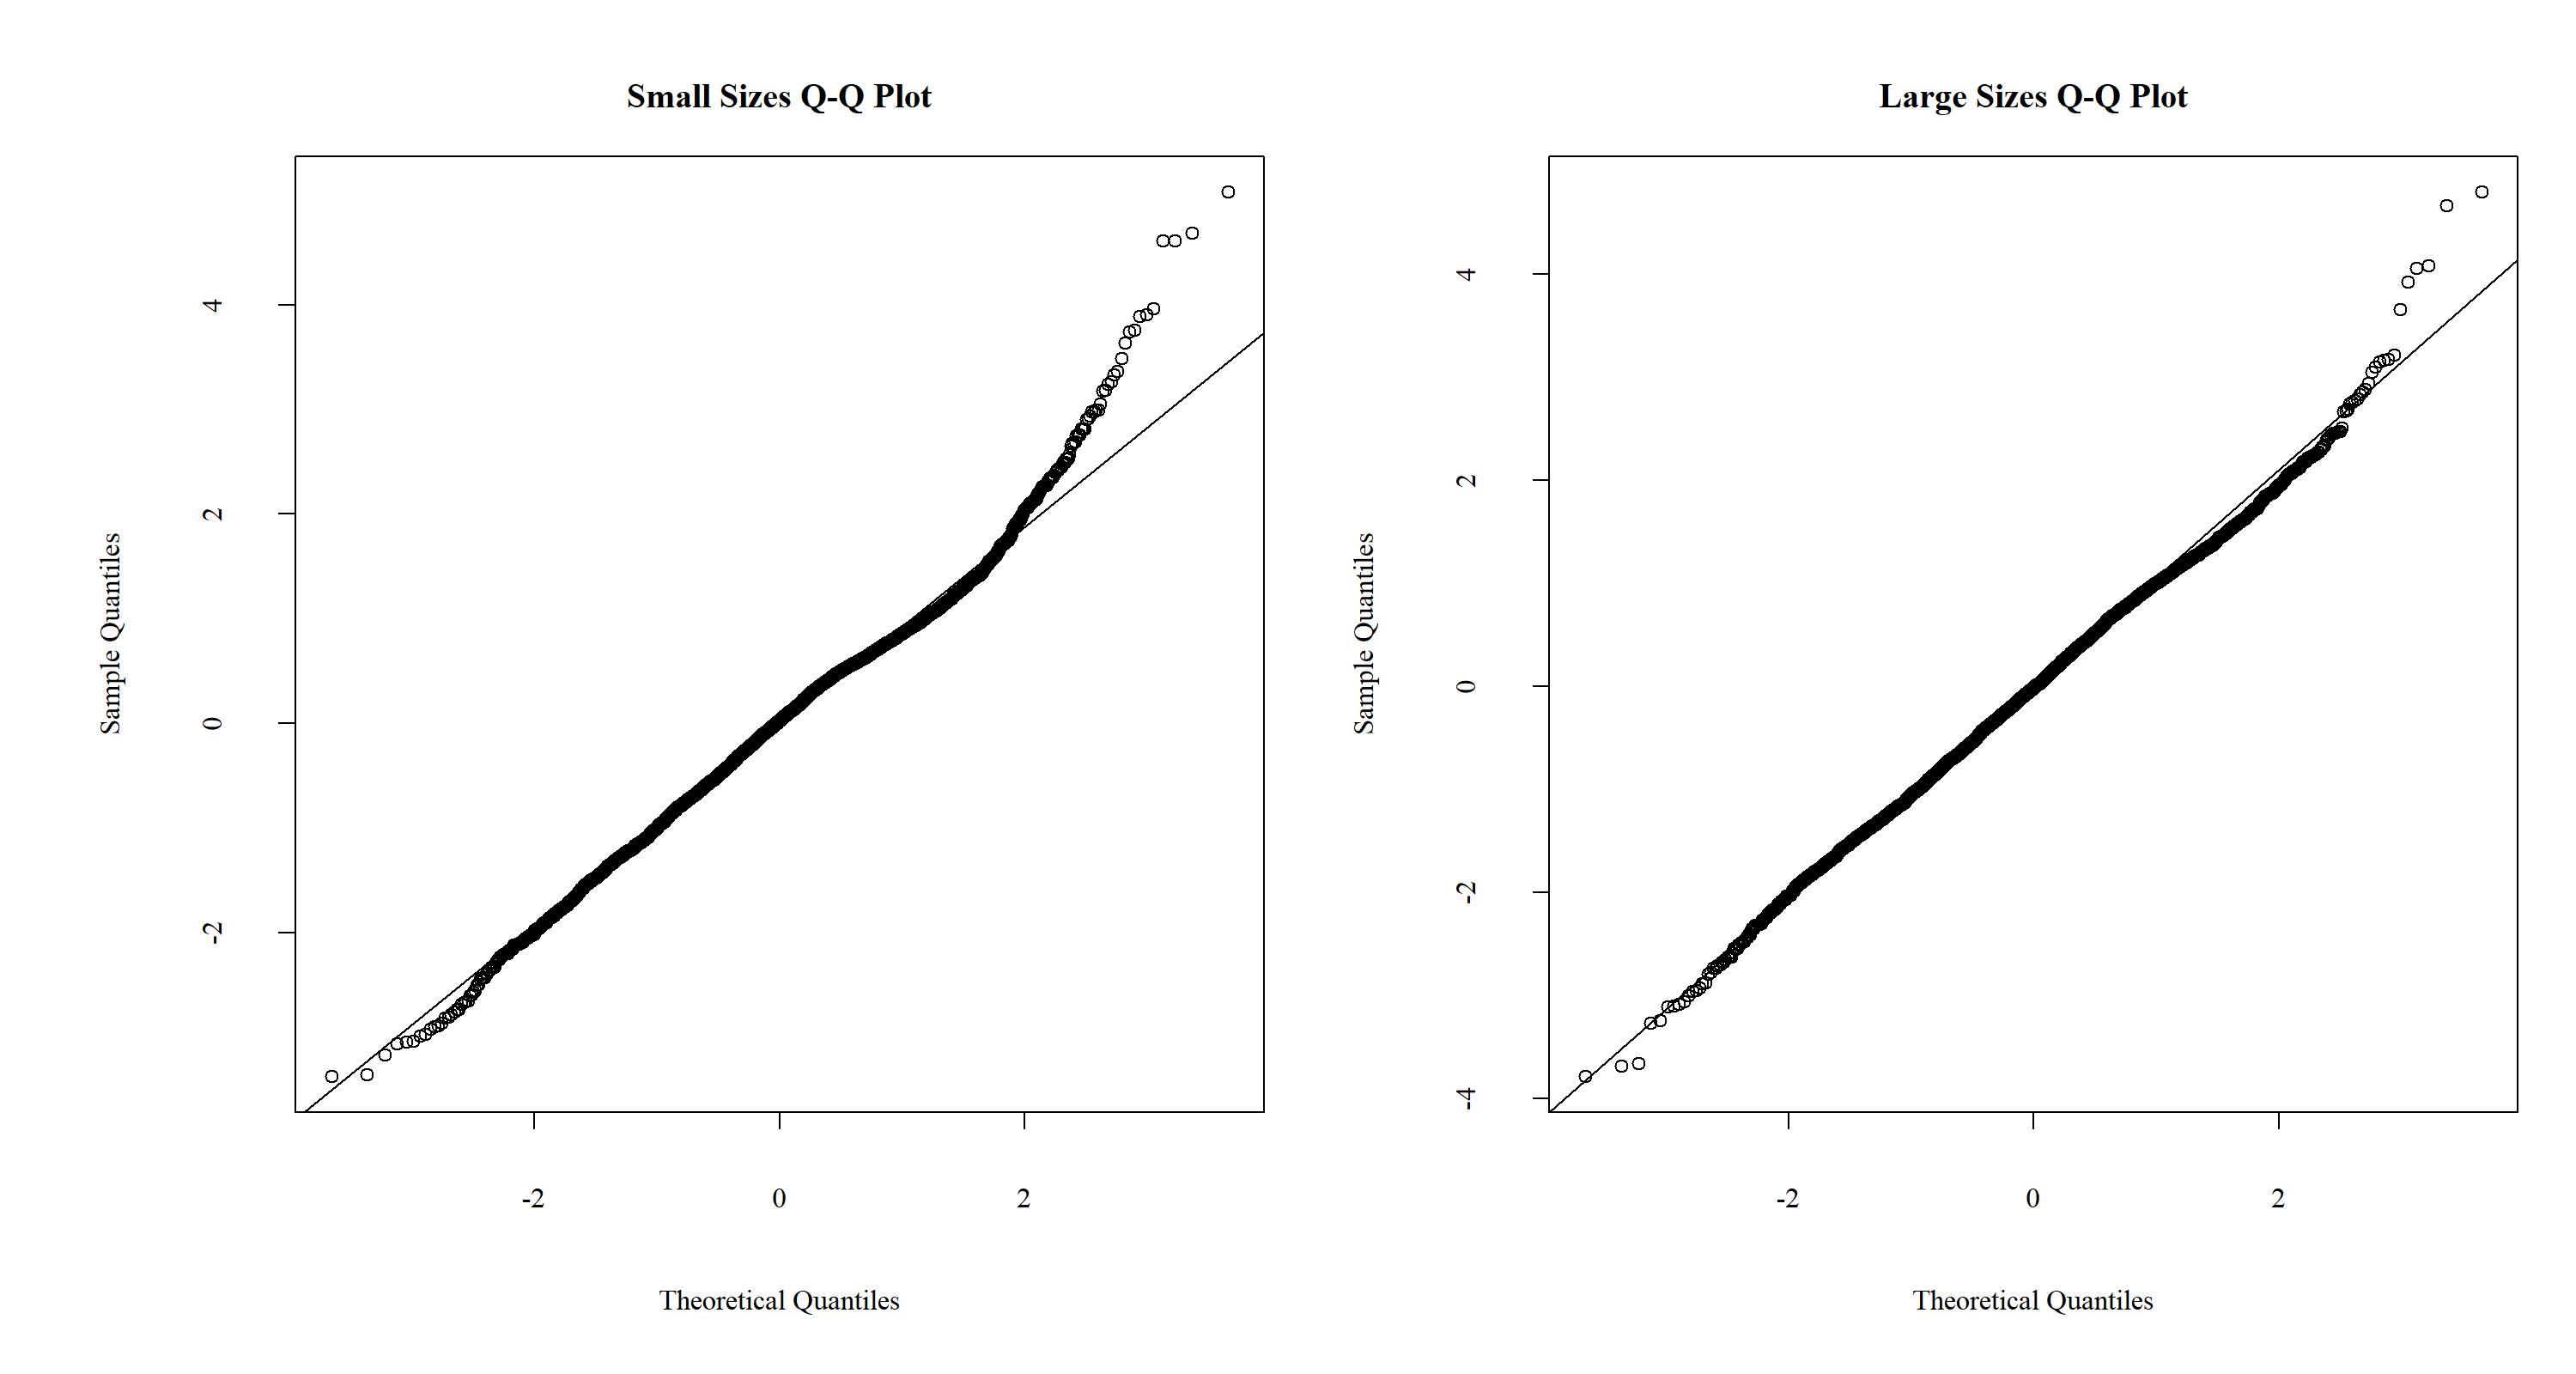 Small Sizes Q-Q Plot
Sample Quantiles
4
2
0
-2
-2 0 2
Theoretical Quantiles
Large Sizes Q-Q Plot
Sample Quantiles
4
2
0
-2
-4
-2 0 2
Theoretical Quantiles